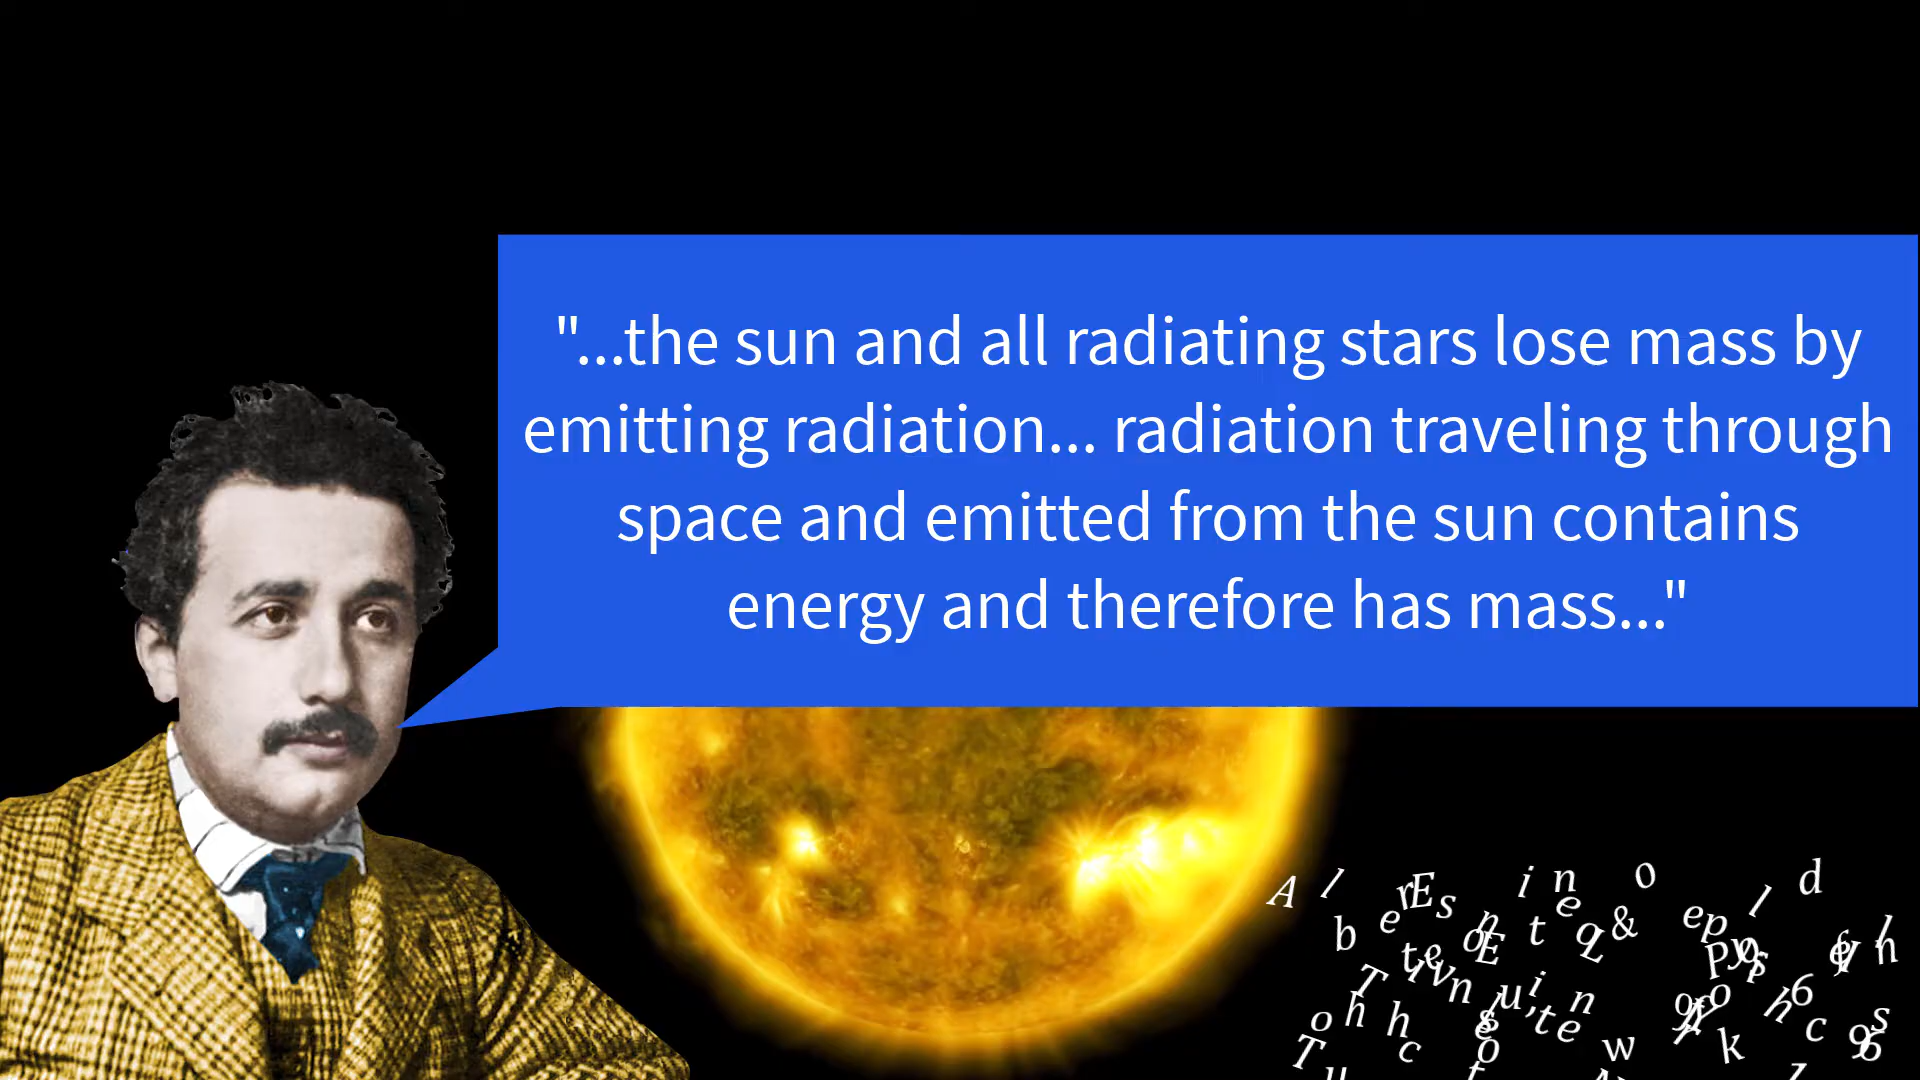 "...the sun and all radiating stars lose mass by
emitting radiation... radiation traveling through
space and emitted from the sun contains
energy and therefore has mass..."